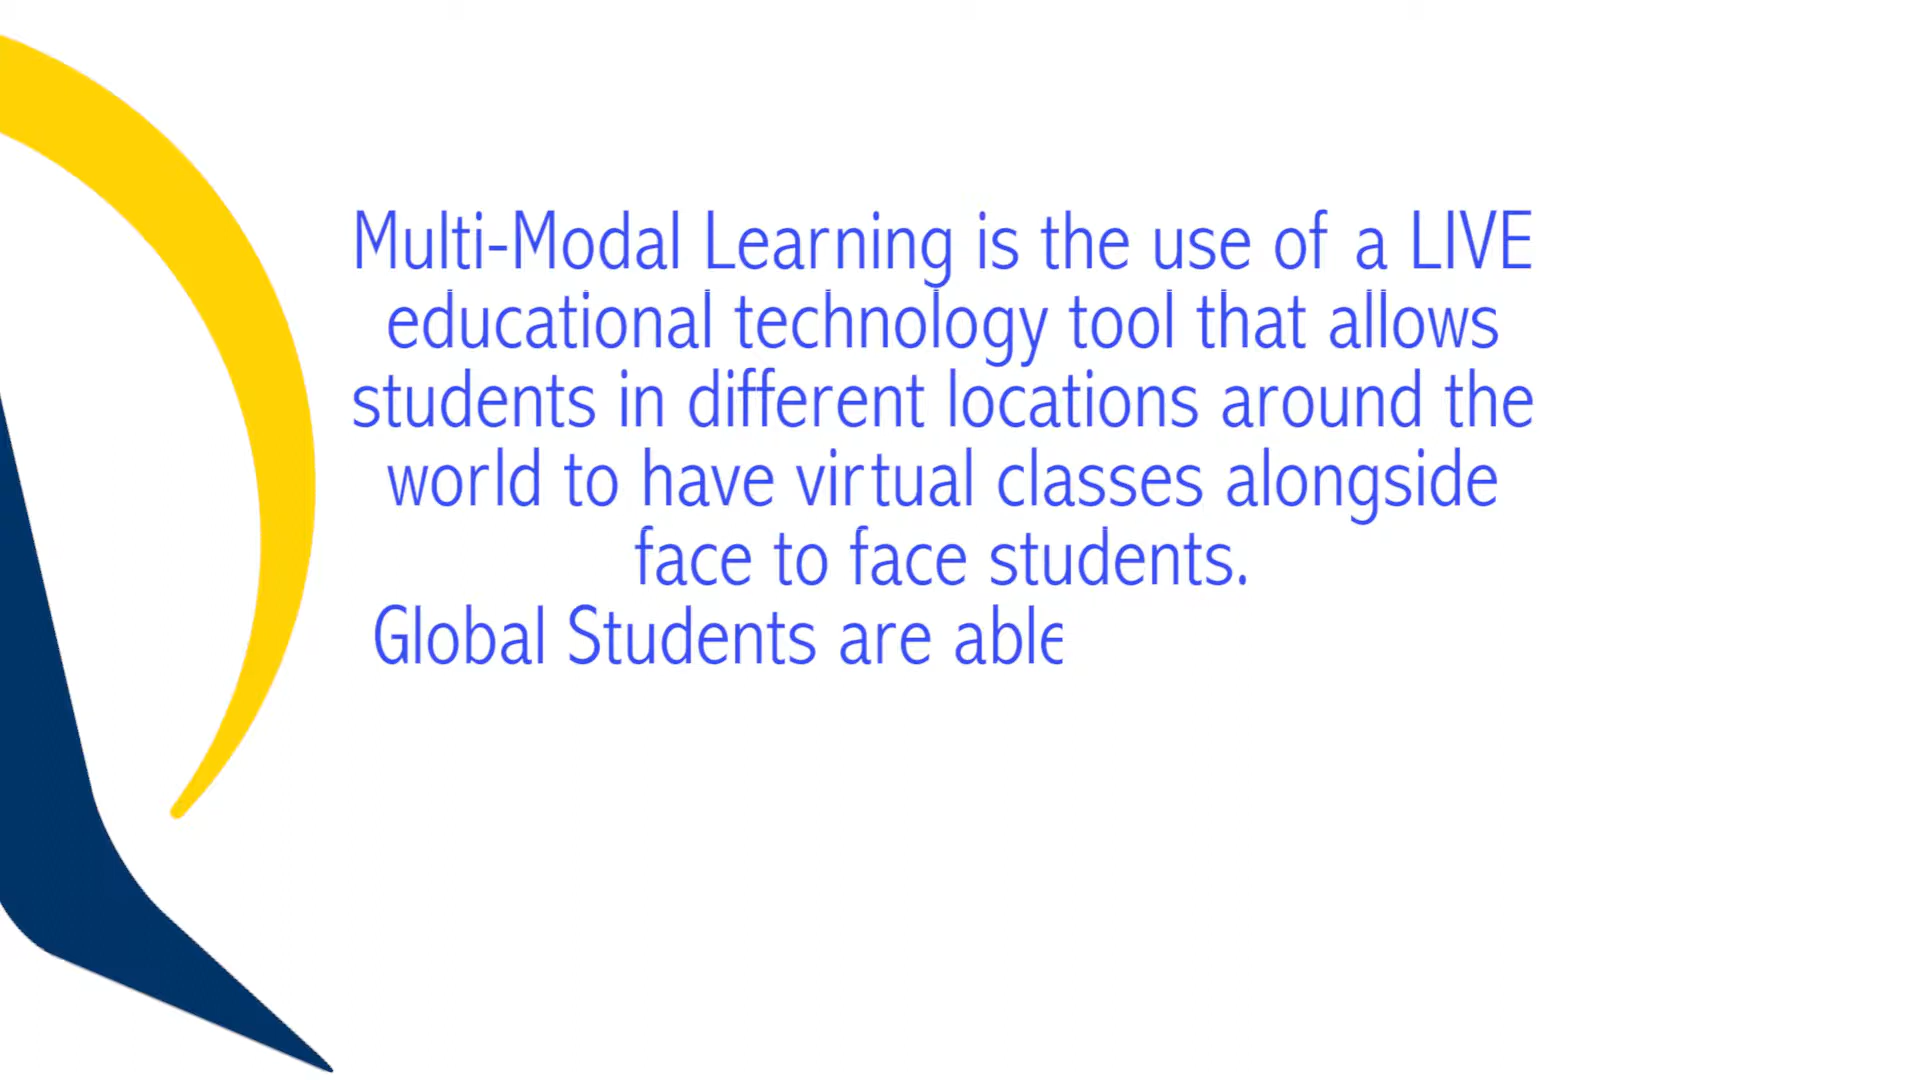 Multi-Modal Learning is the use of a LIVE
educational technology tool that allows
students in different locations around the
world to have virtual classes alongside
face to face students.
Global Students are able